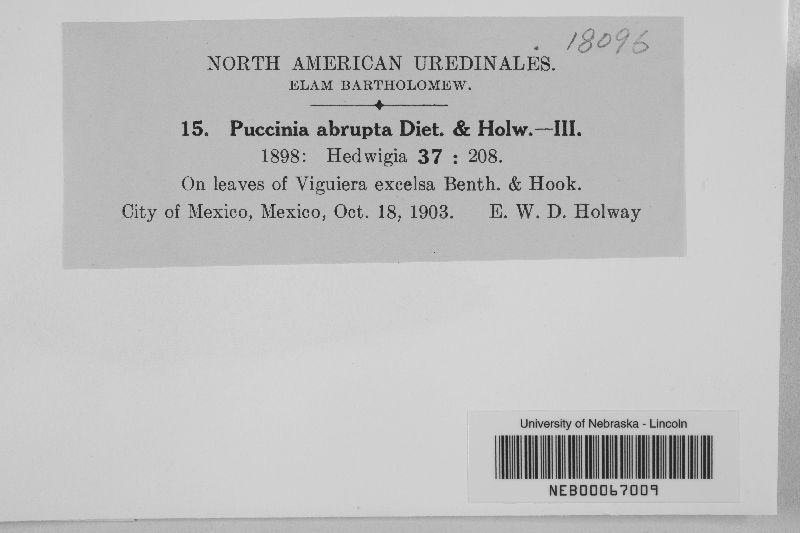 18096
NORTH AMERICAN UREDINALES.
ELAM BARTHOLOMEW.
15. Puccinia abrupta Diet. & Holw.—III.
1898: Hedwigia 37 : 208.
On leaves of Viguiera excelsa Benth. & Hook.
City of Mexico, Mexico, Oct. 18, 1903. E. W. D. Holway
University of Nebraska - Lincoln
NEB00067009